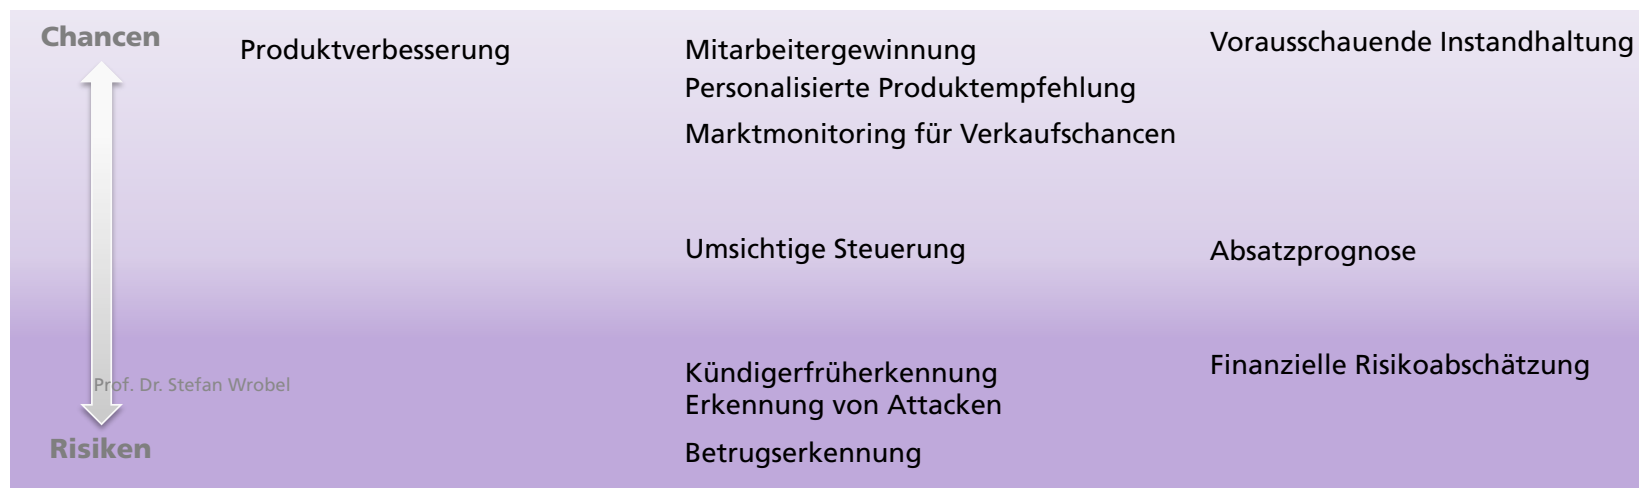 Chancen
Produktverbesserung
Mitarbeitergewinnung
Vorausschauende Instandhaltung
Personalisierte Produktempfehlung
Marktmonitoring für Verkaufschancen
Umsichtige Steuerung
Absatzprognose
Kündigerfrüherkennung
Finanzielle Risikoabschätzung
Prof. Dr. Stefan Wrobel
Erkennung von Attacken
Risiken
Betrugserkennung